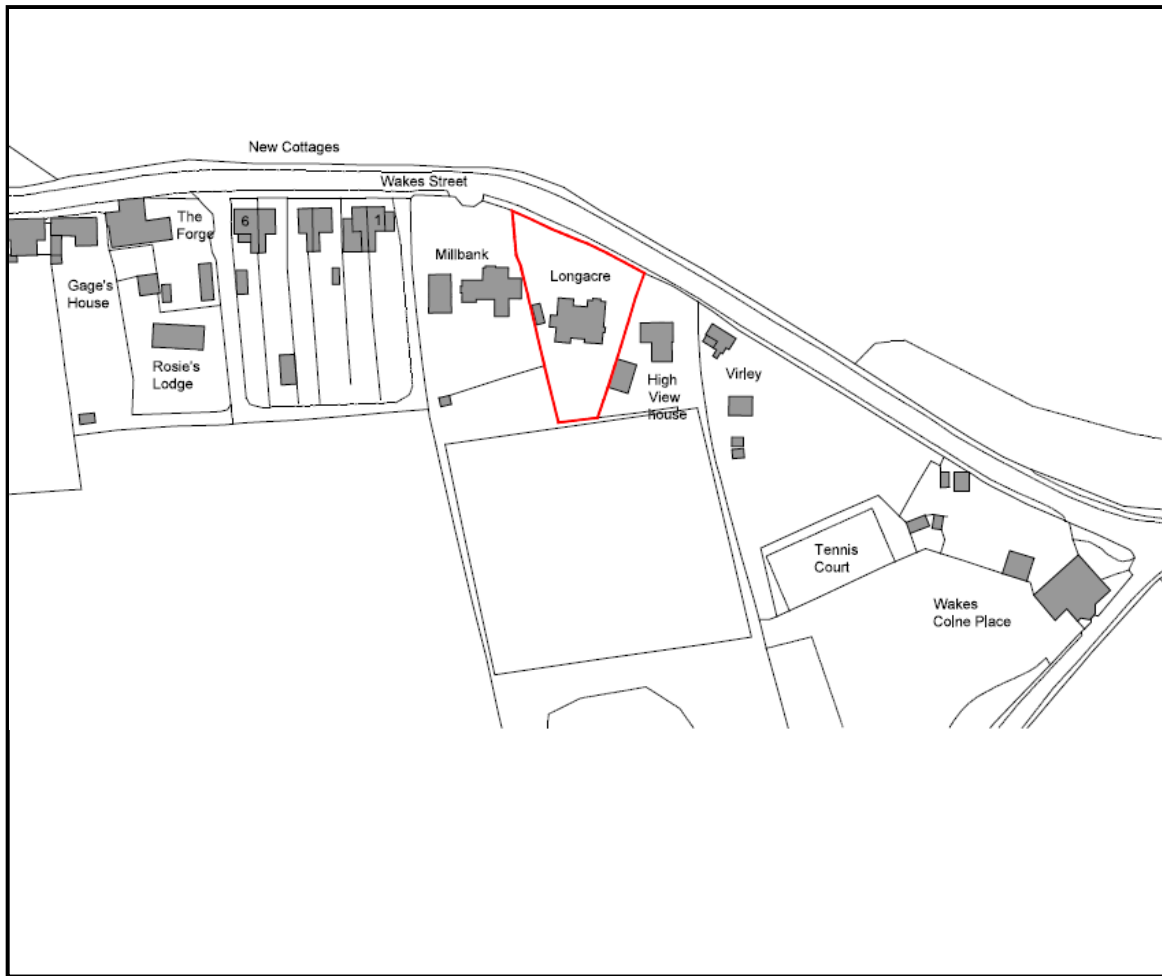 New Cottages
Wakes Street
The
Forge
6
1
Gage's
House
Millbank
Longacre
Rosie's
Lodge
High
View
house
Virley
Tennis
Court
Wakes
Colne Place